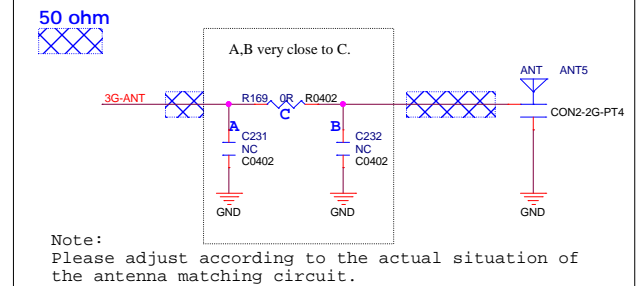 50 ohm
A,B very close to C.
ANT ANT5
3G-ANT
R169 0R R0402
C
CON2-2G-PT4
A
C231
NC
C0402
B
C232
NC
C0402
GND
GND
GND
Note:
Please adjust according to the actual situation of
the antenna matching circuit.